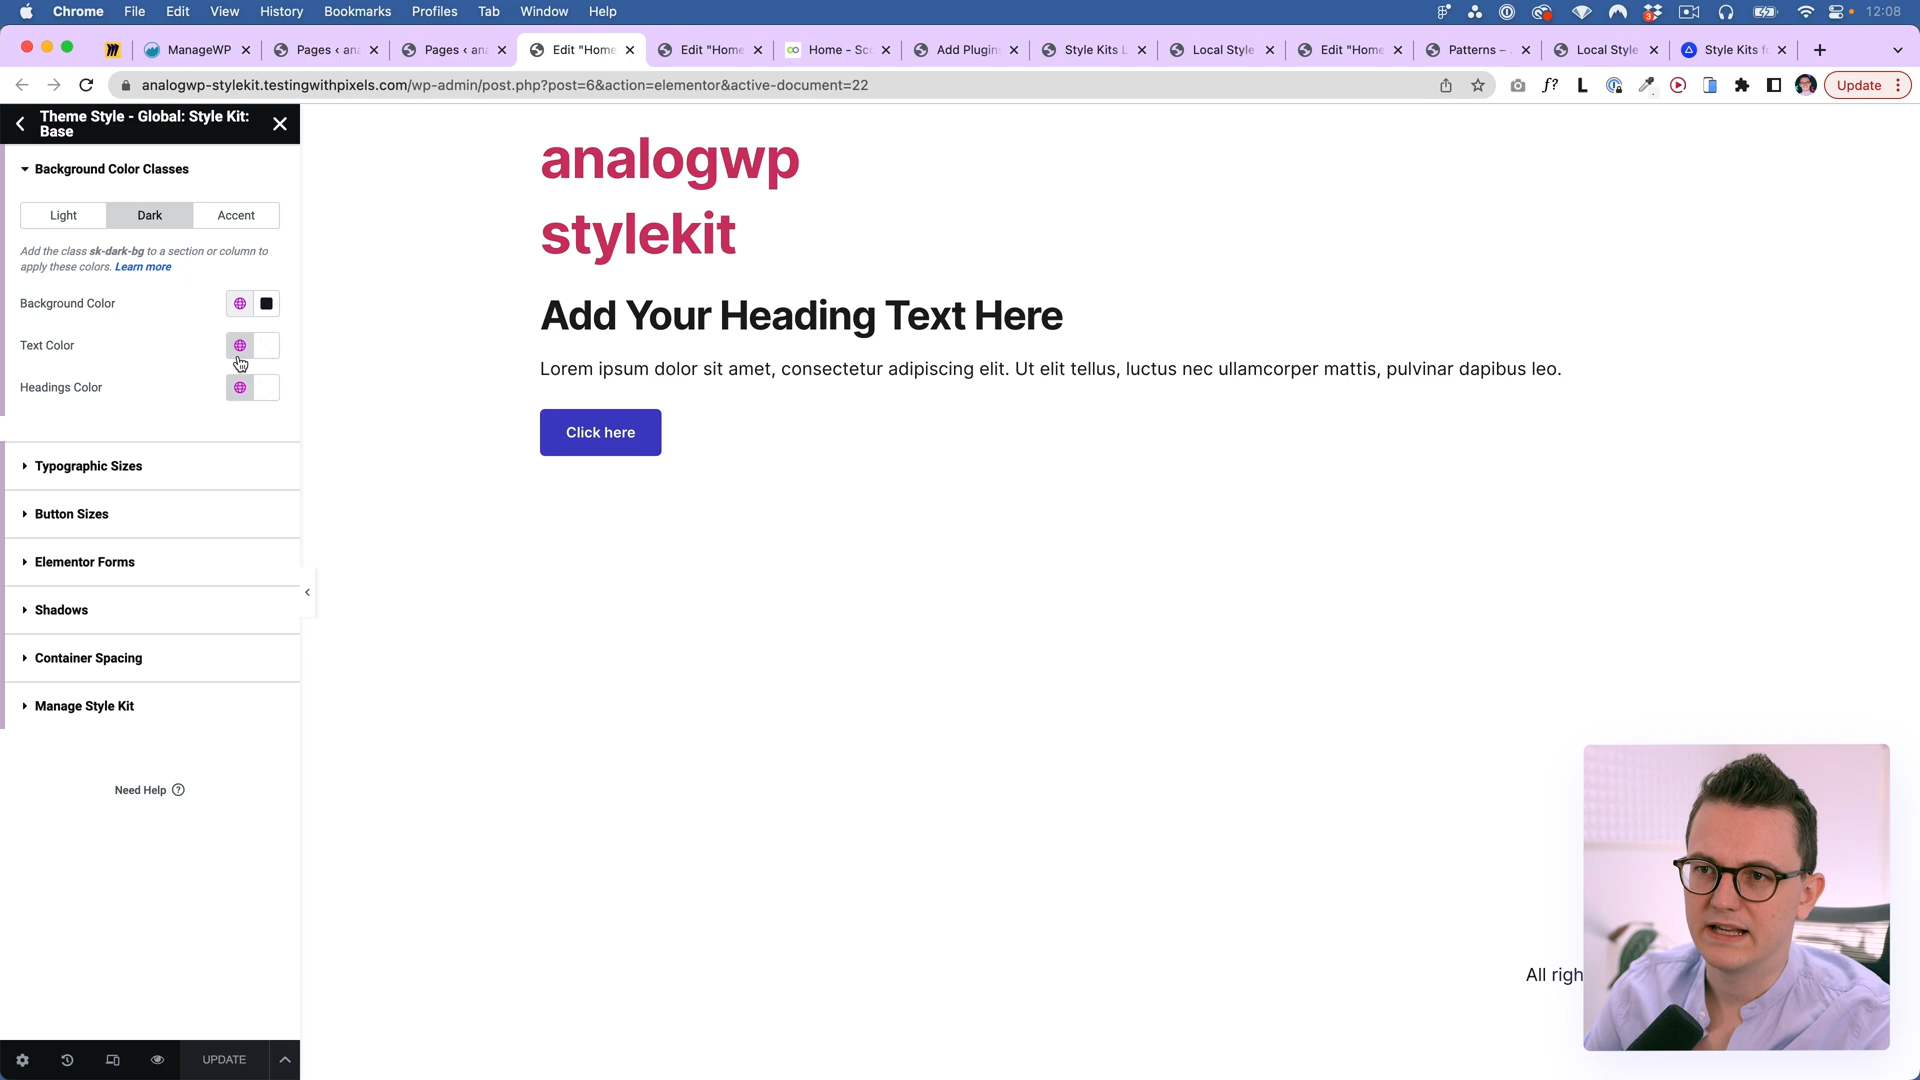 Chrome File Edit View History Bookmarks Profiles Tab Window Help 3 12:08
ManageWP Pages ‹ ana Pages ‹ ana Edit "Home Edit "Home Home - Sco Add Plugin Style Kits L Local Style Edit "Home Patterns – Local Style Style Kits f
analogwp-stylekit.testingwithpixels.com/wp-admin/post.php?post=6&action=elementor&active-document=22 f? L Update
Theme Style - Global: Style Kit:
Base
Background Color Classes
Light Dark Accent
Add the class sk-dark-bg to a section or column to
apply these colors. Learn more
Background Color
Text Color
Headings Color
Typographic Sizes
Button Sizes
Elementor Forms
Shadows
Container Spacing
Manage Style Kit
Need Help ?
UPDATE
analogwp
stylekit
Add Your Heading Text Here
Lorem ipsum dolor sit amet, consectetur adipiscing elit. Ut elit tellus, luctus nec ullamcorper mattis, pulvinar dapibus leo.
Click here
All righ